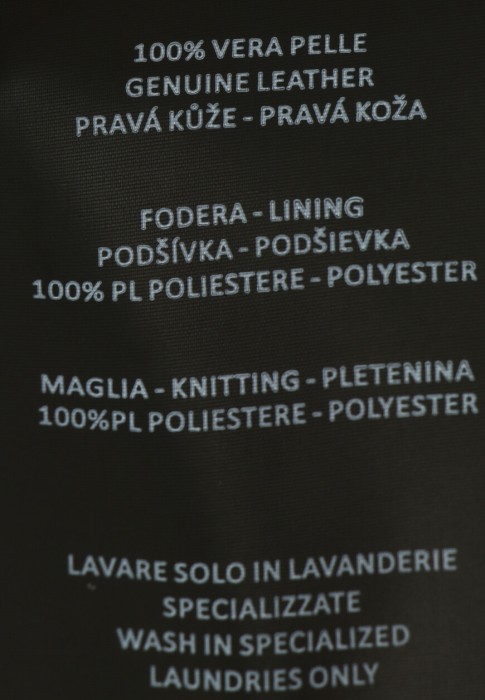 100% VERA PELLE
GENUINE LEATHER
PRAVÁ KŮŽE - PRAVÁ KOŽA
FODERA - LINING
PODŠÍVKA - PODŠIEVKA
100% PL POLIESTERE - POLYESTER
MAGLIA - KNITTING - PLETENINA
100%PL POLIESTERE - POLYESTER
LAVARE SOLO IN LAVANDERIE
SPECIALIZZATE
WASH IN SPECIALIZED
LAUNDRIES ONLY